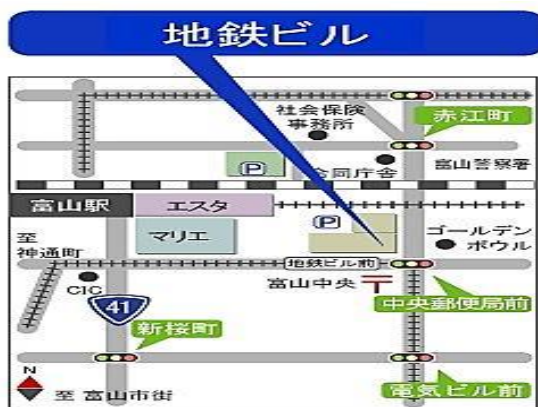 地鉄ビル
社会保険
事務所
赤江町
P
合同庁舎
富山警察署
富山駅
エスタ
P
マリエ
ゴールデン
ボウル
至
神通町
地鉄ビル前
CIC
富山中央
〒
中央郵便局前
41
新桜町
N
至 富山市街
電気ビル前